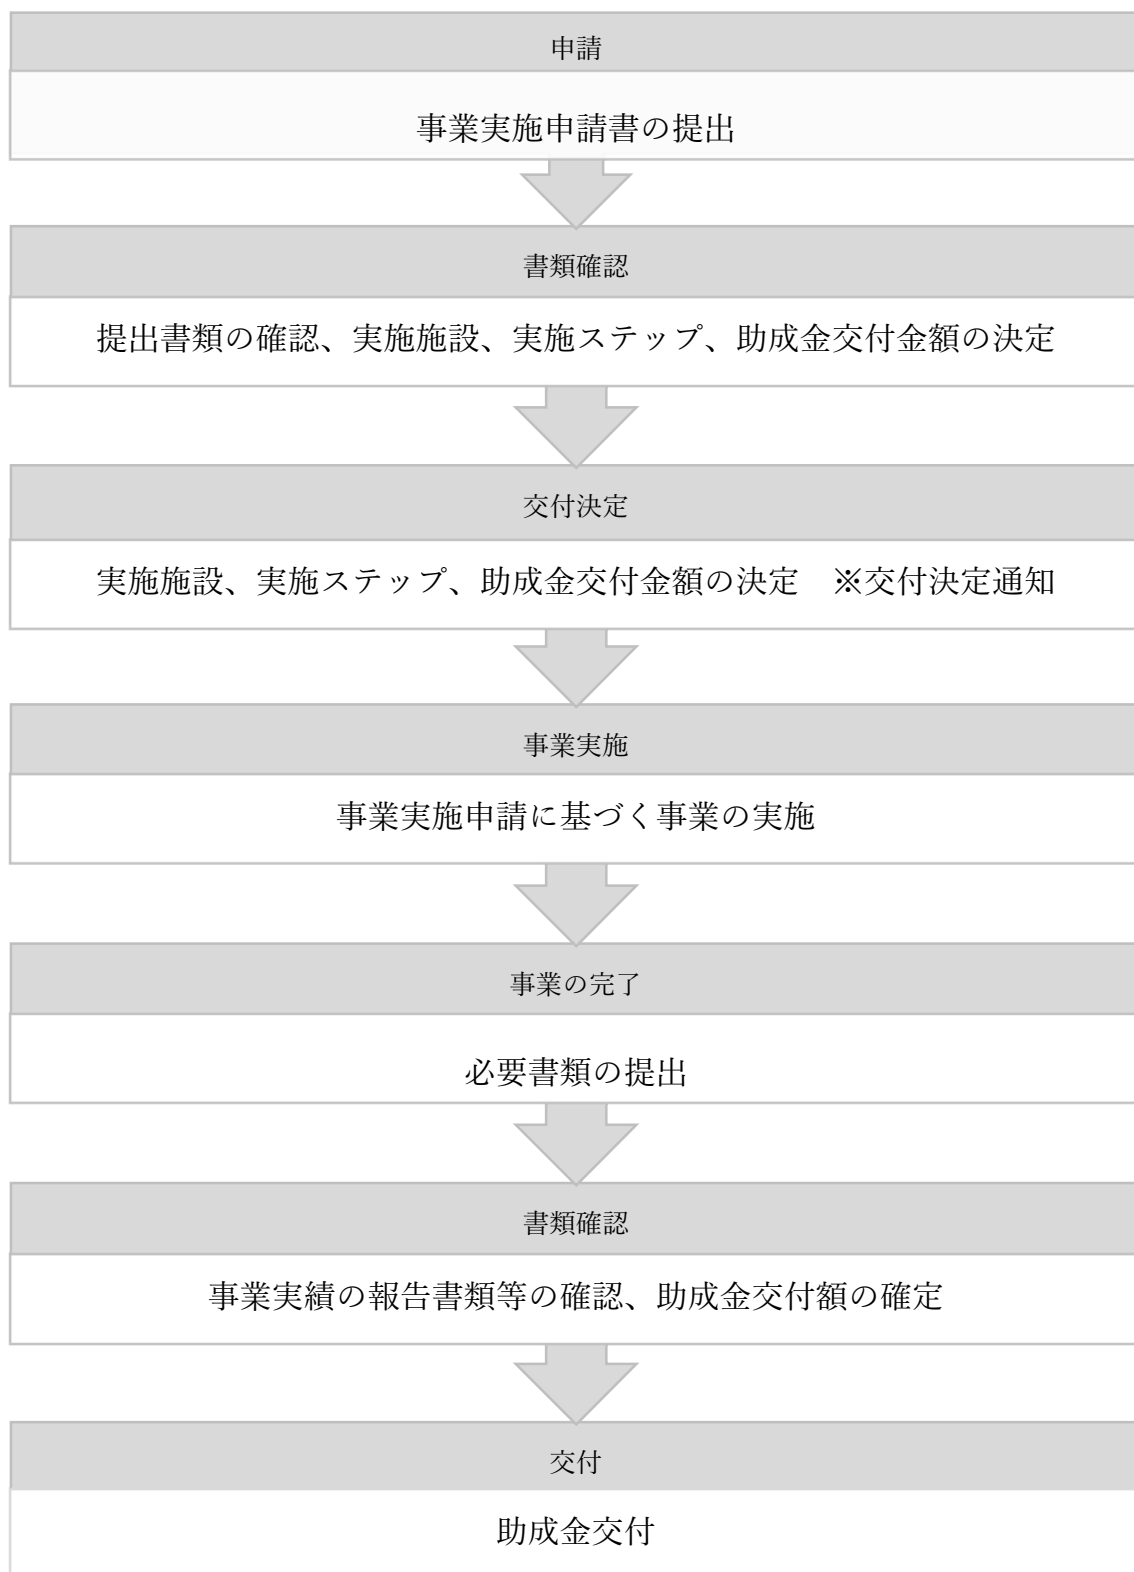 申請
事業実施申請書の提出
書類確認
提出書類の確認、実施施設、実施ステップ、助成金交付金額の決定
交付決定
実施施設、実施ステップ、助成金交付金額の決定　※交付決定通知
事業実施
事業実施申請に基づく事業の実施
事業の完了
必要書類の提出
書類確認
事業実績の報告書類等の確認、助成金交付額の確定
交付
助成金交付